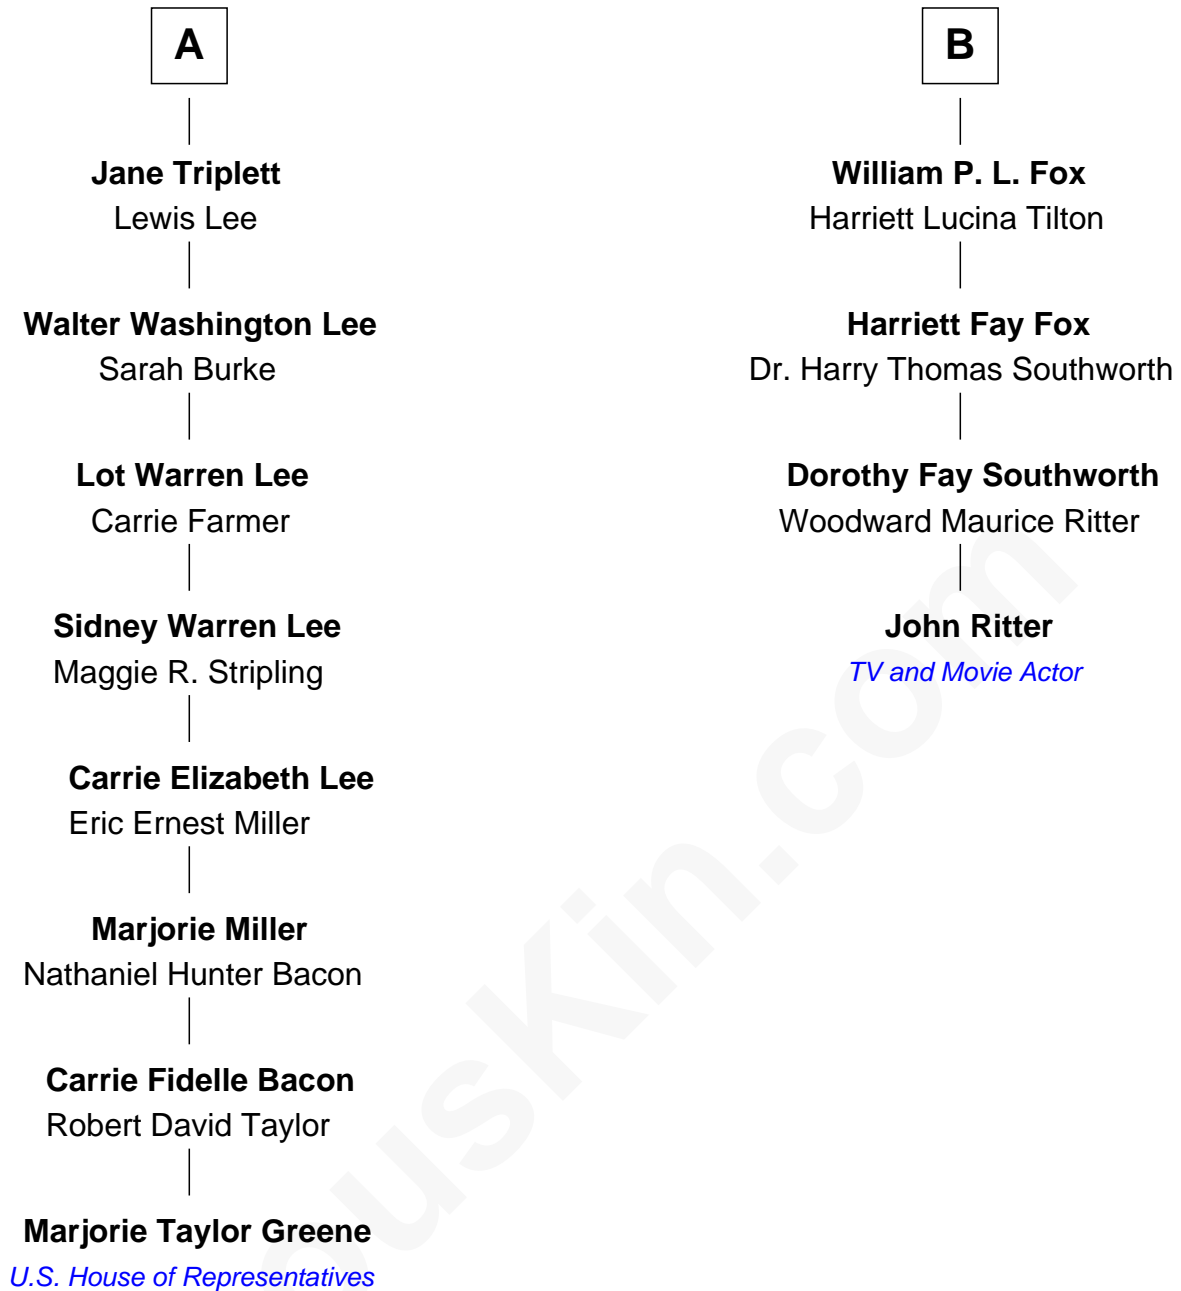 A
Jane Triplett
Lewis Lee
Walter Washington Lee
Sarah Burke
Lot Warren Lee
Carrie Farmer
Sidney Warren Lee
Maggie R. Stripling
Carrie Elizabeth Lee
Eric Ernest Miller
Marjorie Miller
Nathaniel Hunter Bacon
Carrie Fidelle Bacon
Robert David Taylor
Marjorie Taylor Greene
U.S. House of Representatives
B
William P. L. Fox
Harriett Lucina Tilton
Harriett Fay Fox
Dr. Harry Thomas Southworth
Dorothy Fay Southworth
Woodward Maurice Ritter
John Ritter
TV and Movie Actor
ousKin.com